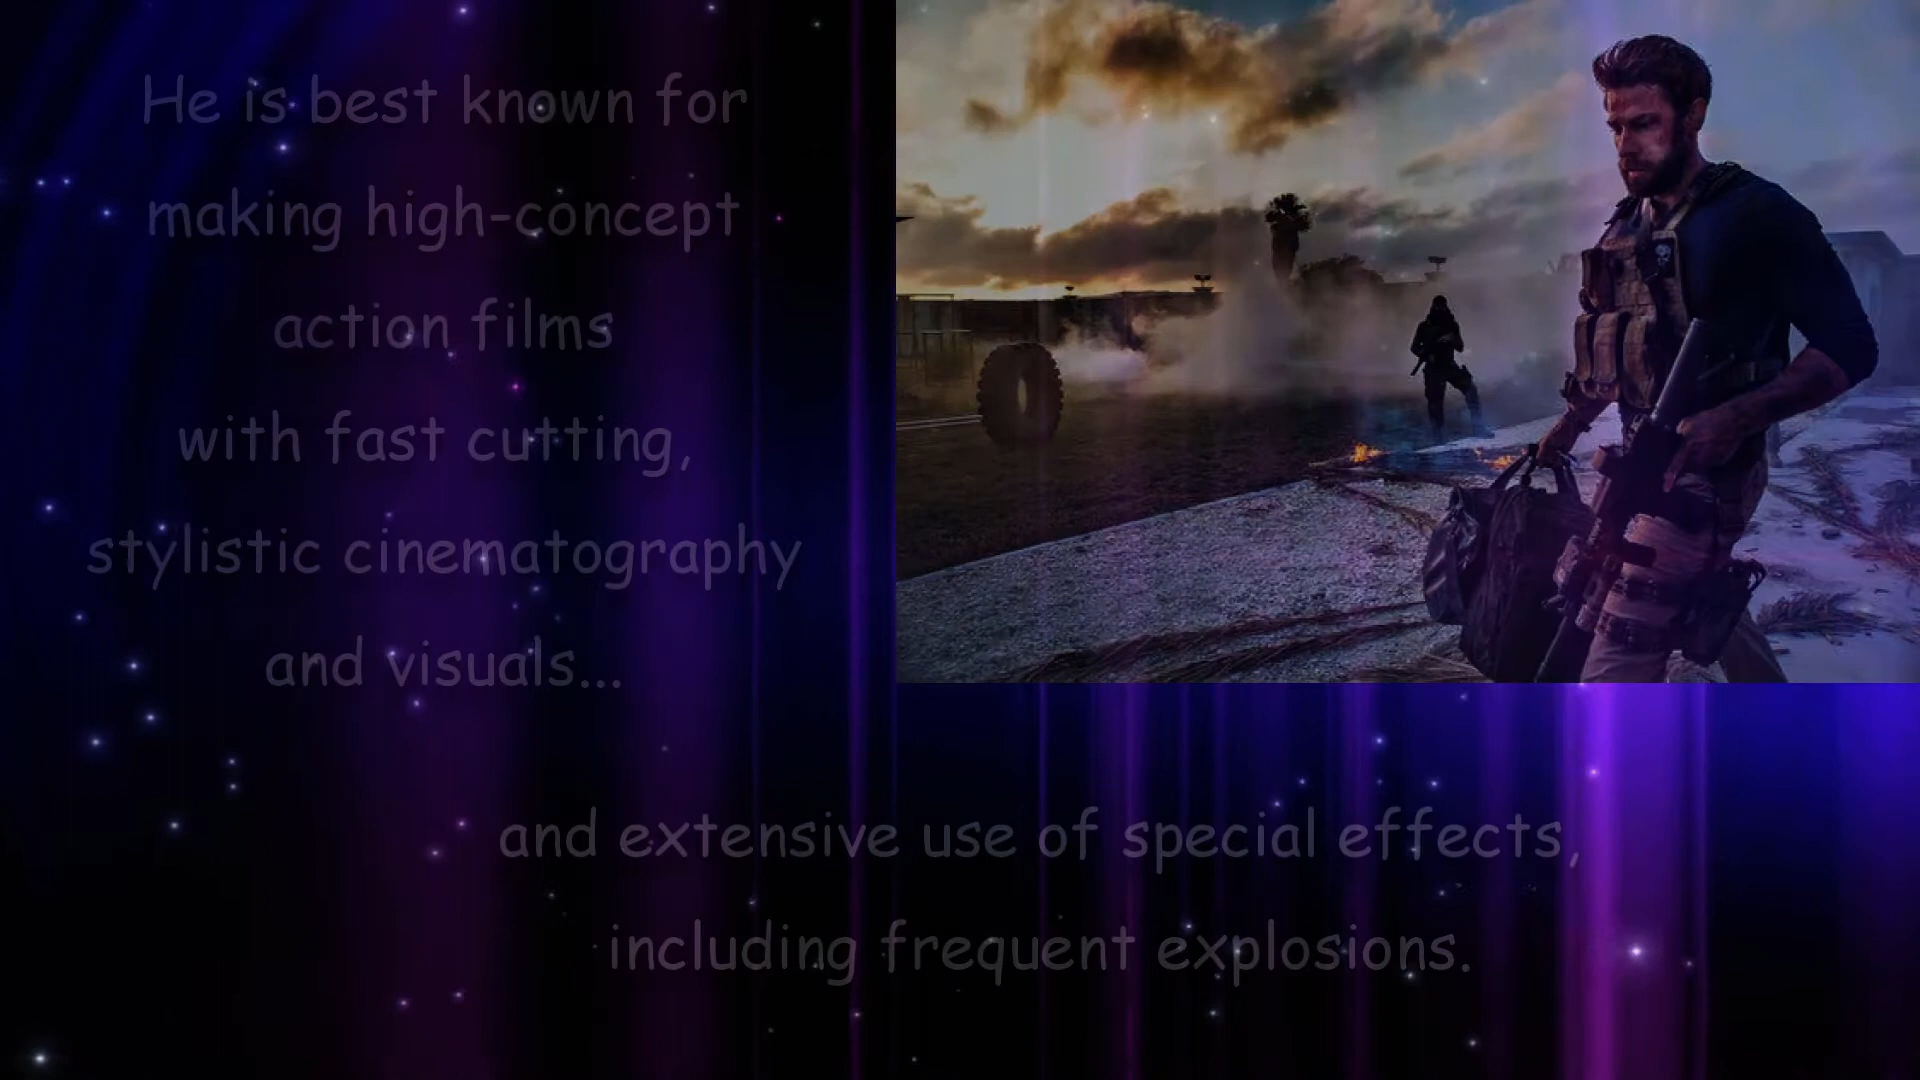 He is best known for
making high-concept
action films
with fast cutting,
stylistic cinematography
and visuals...
and extensive use of special effects,
including frequent explosions.